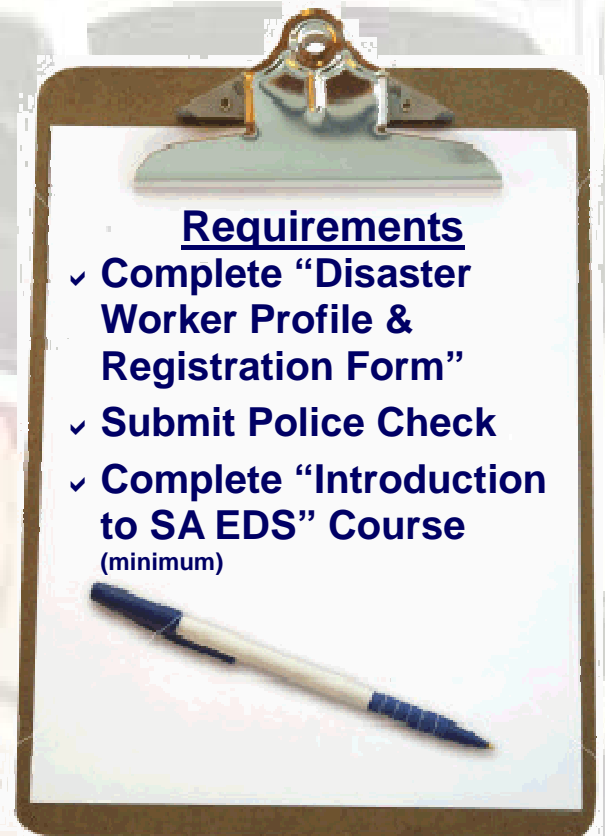 Requirements
✓ Complete “Disaster
Worker Profile &
Registration Form”
✓ Submit Police Check
✓ Complete “Introduction
to SA EDS” Course
(minimum)